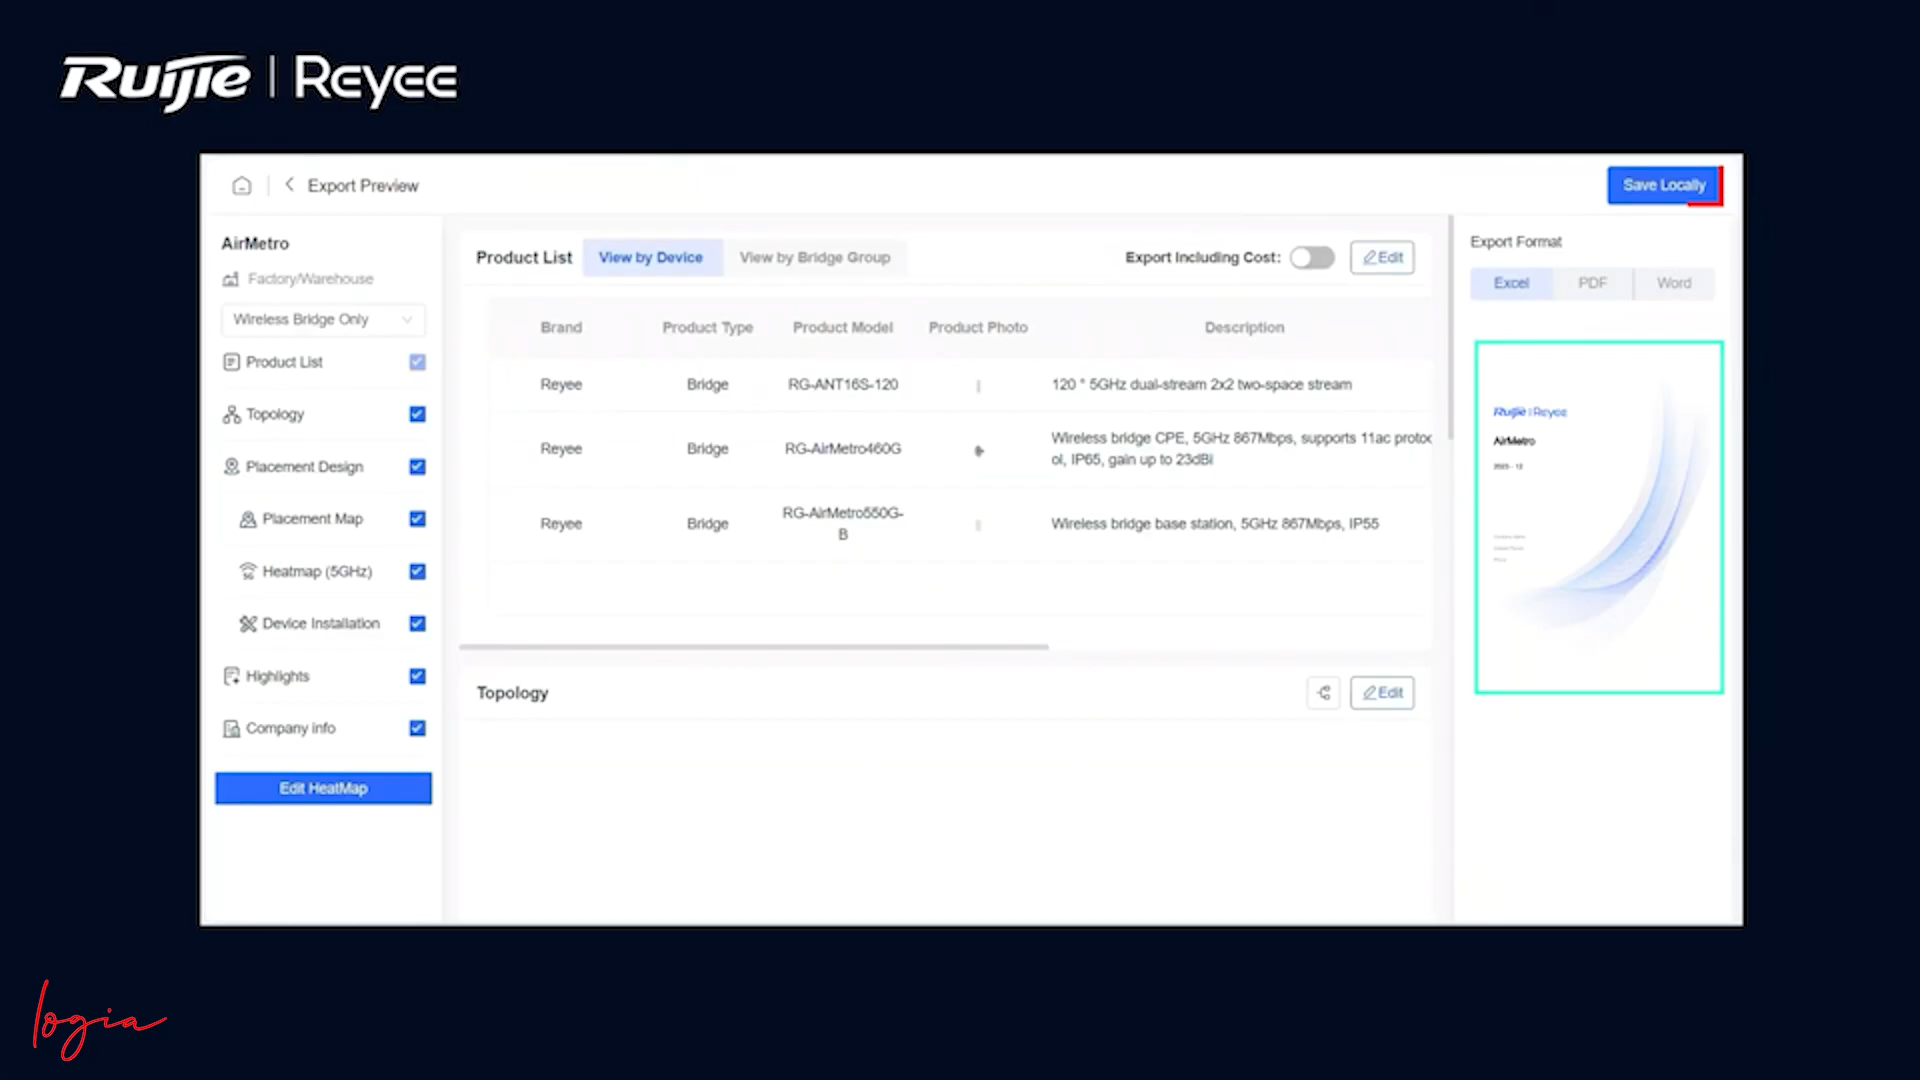 Ruijie | Reyee
Export Preview
Save Locally
AirMetro
Factory/Warehouse
Wireless Bridge Only
Product List
Topology
Placement Design
Placement Map
Heatmap (5GHz)
Device Installation
Highlights
Company info
Edit HeatMap
Product List
View by Device
View by Bridge Group
Export Including Cost:
Edit
Brand Product Type Product Model Product Photo Description
Reyee Bridge RG-ANT16S-120 120 ° 5GHz dual-stream 2x2 two-space stream
Reyee Bridge RG-AirMetro460G Wireless bridge CPE, 5GHz 867Mbps, supports 11ac protoc
ol, IP65, gain up to 23dBi
Reyee Bridge RG-AirMetro550G-
B Wireless bridge base station, 5GHz 867Mbps, IP55
Topology
Edit
Export Format
Excel PDF Word
Ruijie | Reyee
AirMetro
logia